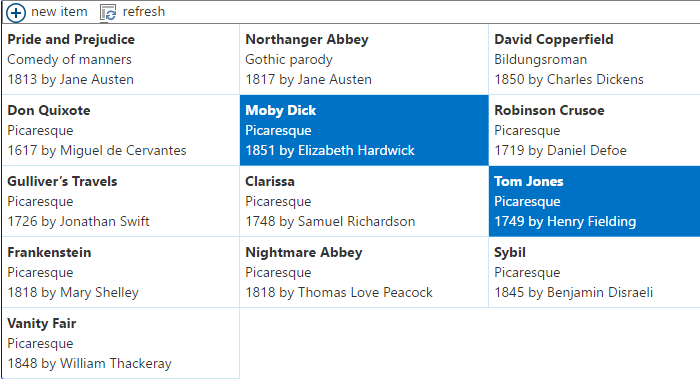 new item refresh
Pride and Prejudice
Comedy of manners
1813 by Jane Austen
Northanger Abbey
Gothic parody
1817 by Jane Austen
David Copperfield
Bildungsroman
1850 by Charles Dickens
Don Quixote
Picaresque
1617 by Miguel de Cervantes
Moby Dick
Picaresque
1851 by Elizabeth Hardwick
Robinson Crusoe
Picaresque
1719 by Daniel Defoe
Gulliver’s Travels
Picaresque
1726 by Jonathan Swift
Clarissa
Picaresque
1748 by Samuel Richardson
Tom Jones
Picaresque
1749 by Henry Fielding
Frankenstein
Picaresque
1818 by Mary Shelley
Nightmare Abbey
Picaresque
1818 by Thomas Love Peacock
Sybil
Picaresque
1845 by Benjamin Disraeli
Vanity Fair
Picaresque
1848 by William Thackeray